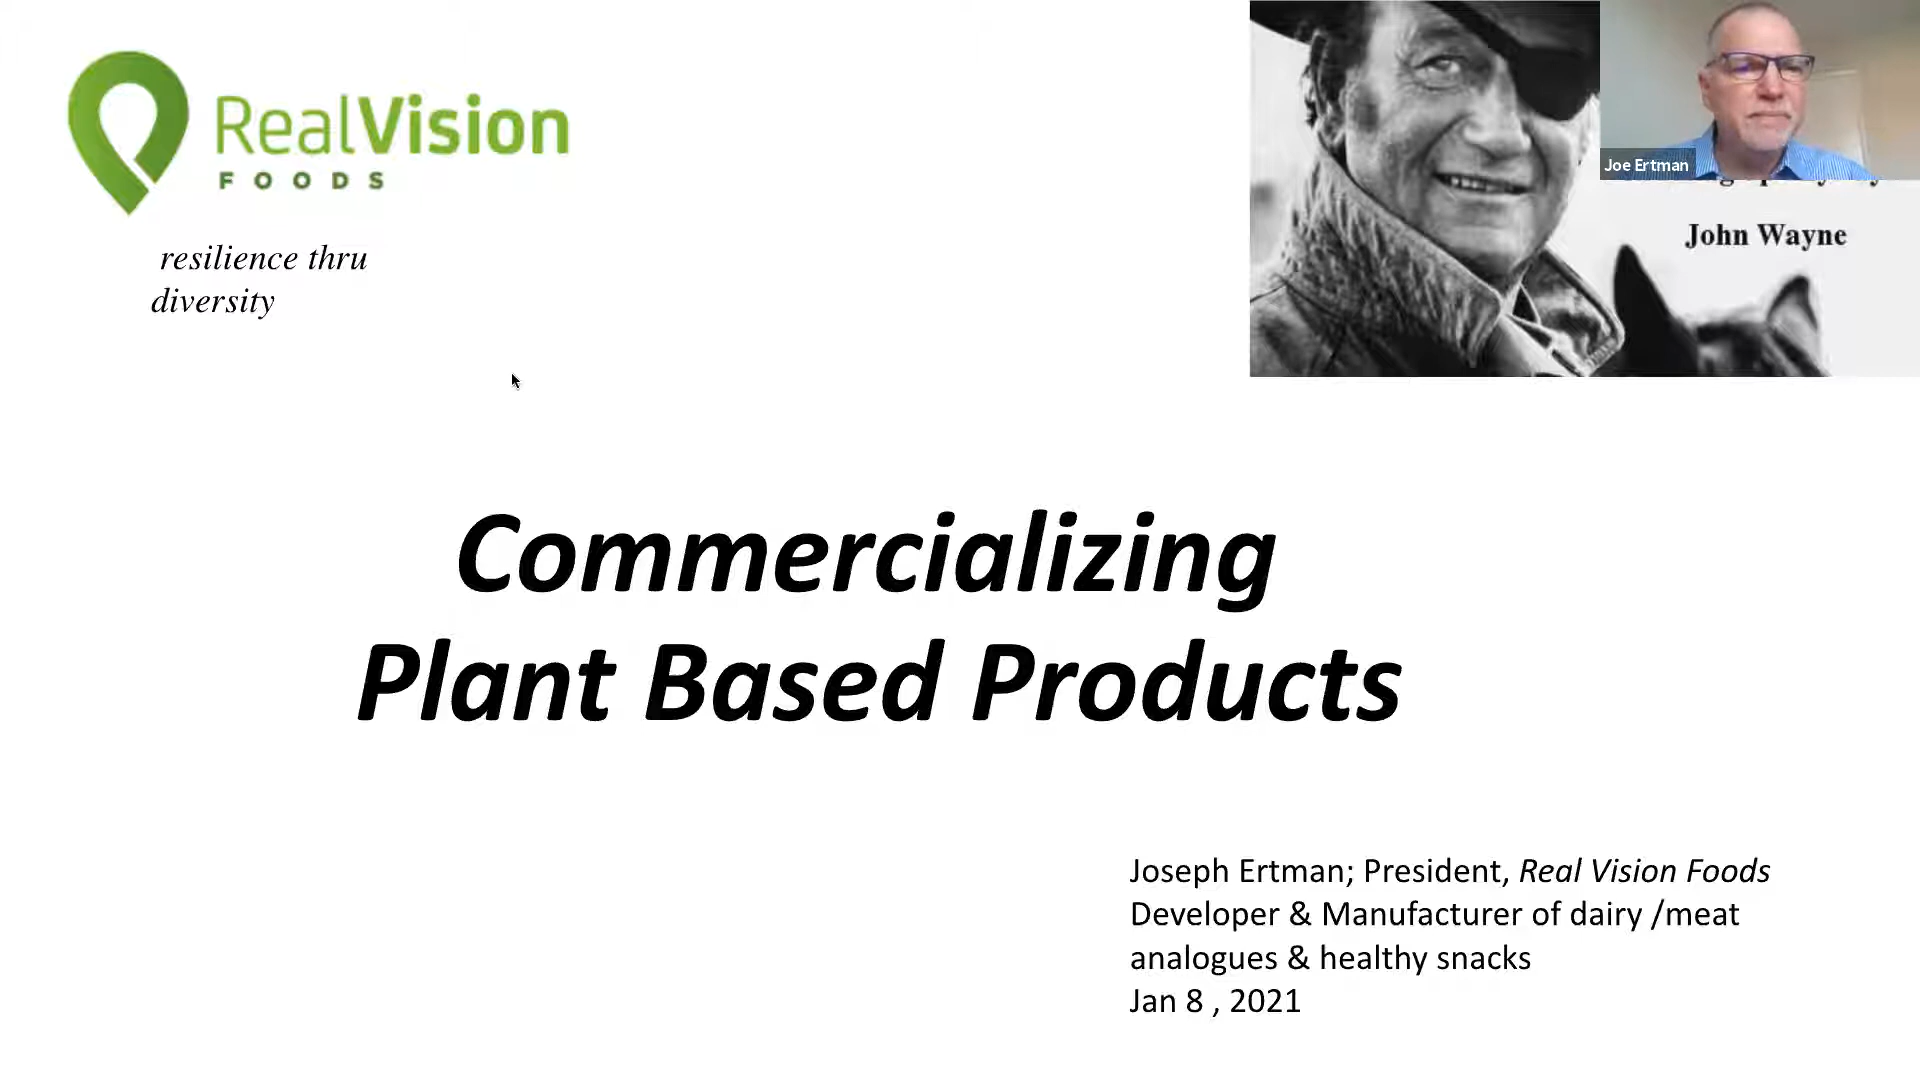 RealVision
FOODS
resilience thru
diversity
Joe Ertman
John Wayne
Commercializing
Plant Based Products
Joseph Ertman; President, Real Vision Foods
Developer & Manufacturer of dairy /meat
analogues & healthy snacks
Jan 8 , 2021